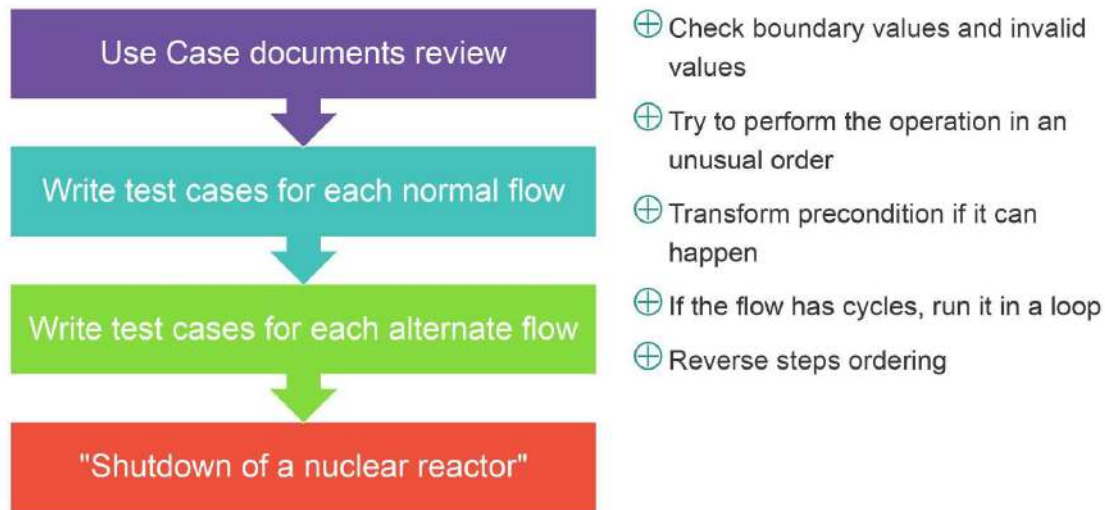 Use Case documents review
Write test cases for each normal flow
Write test cases for each alternate flow
"Shutdown of a nuclear reactor"
Check boundary values and invalid
values
Try to perform the operation in an
unusual order
Transform precondition if it can
happen
If the flow has cycles, run it in a loop
Reverse steps ordering